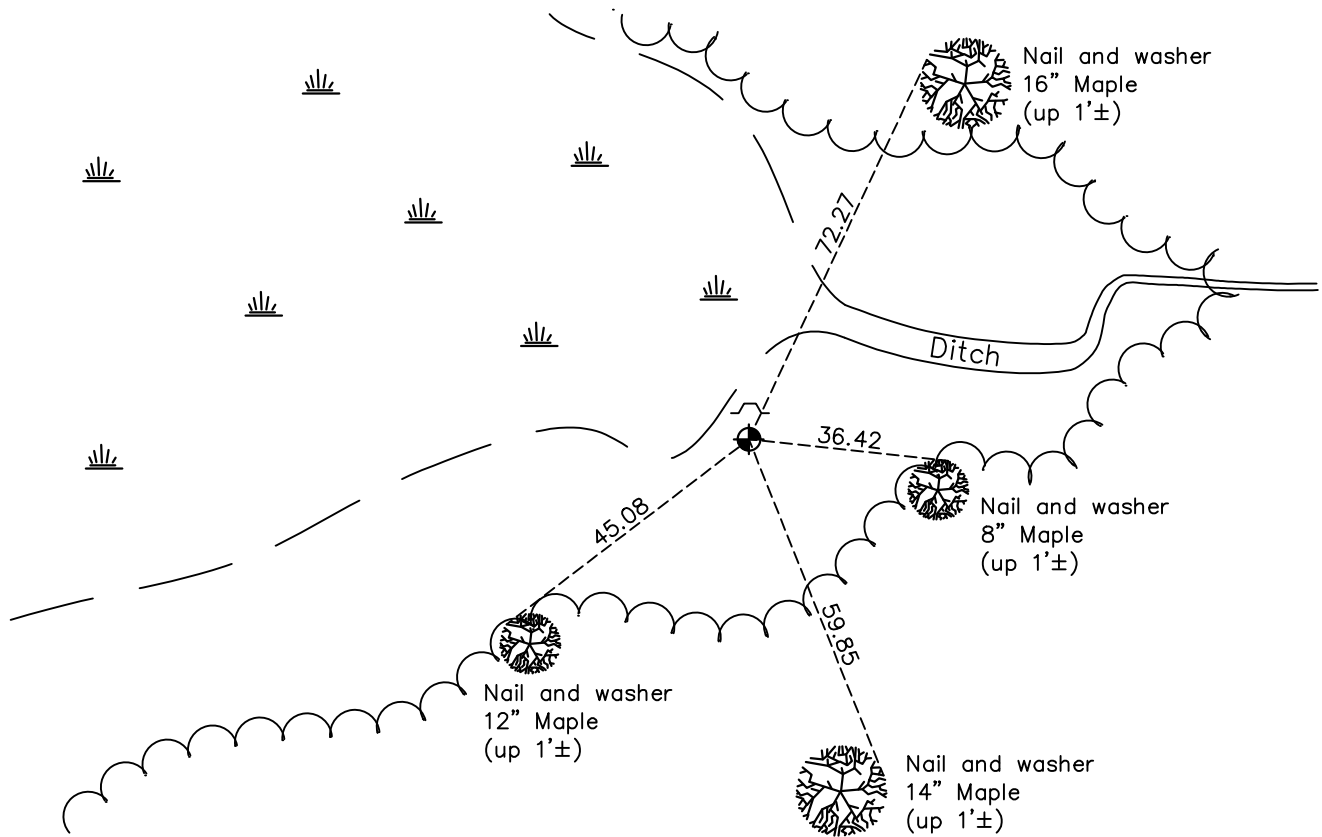 Nail and washer
16” Maple
(up 1'±)
72.27
Ditch
36.42
Nail and washer
8” Maple
(up 1'±)
45.08
59.85
Nail and washer
12” Maple
(up 1'±)
Nail and washer
14” Maple
(up 1'±)